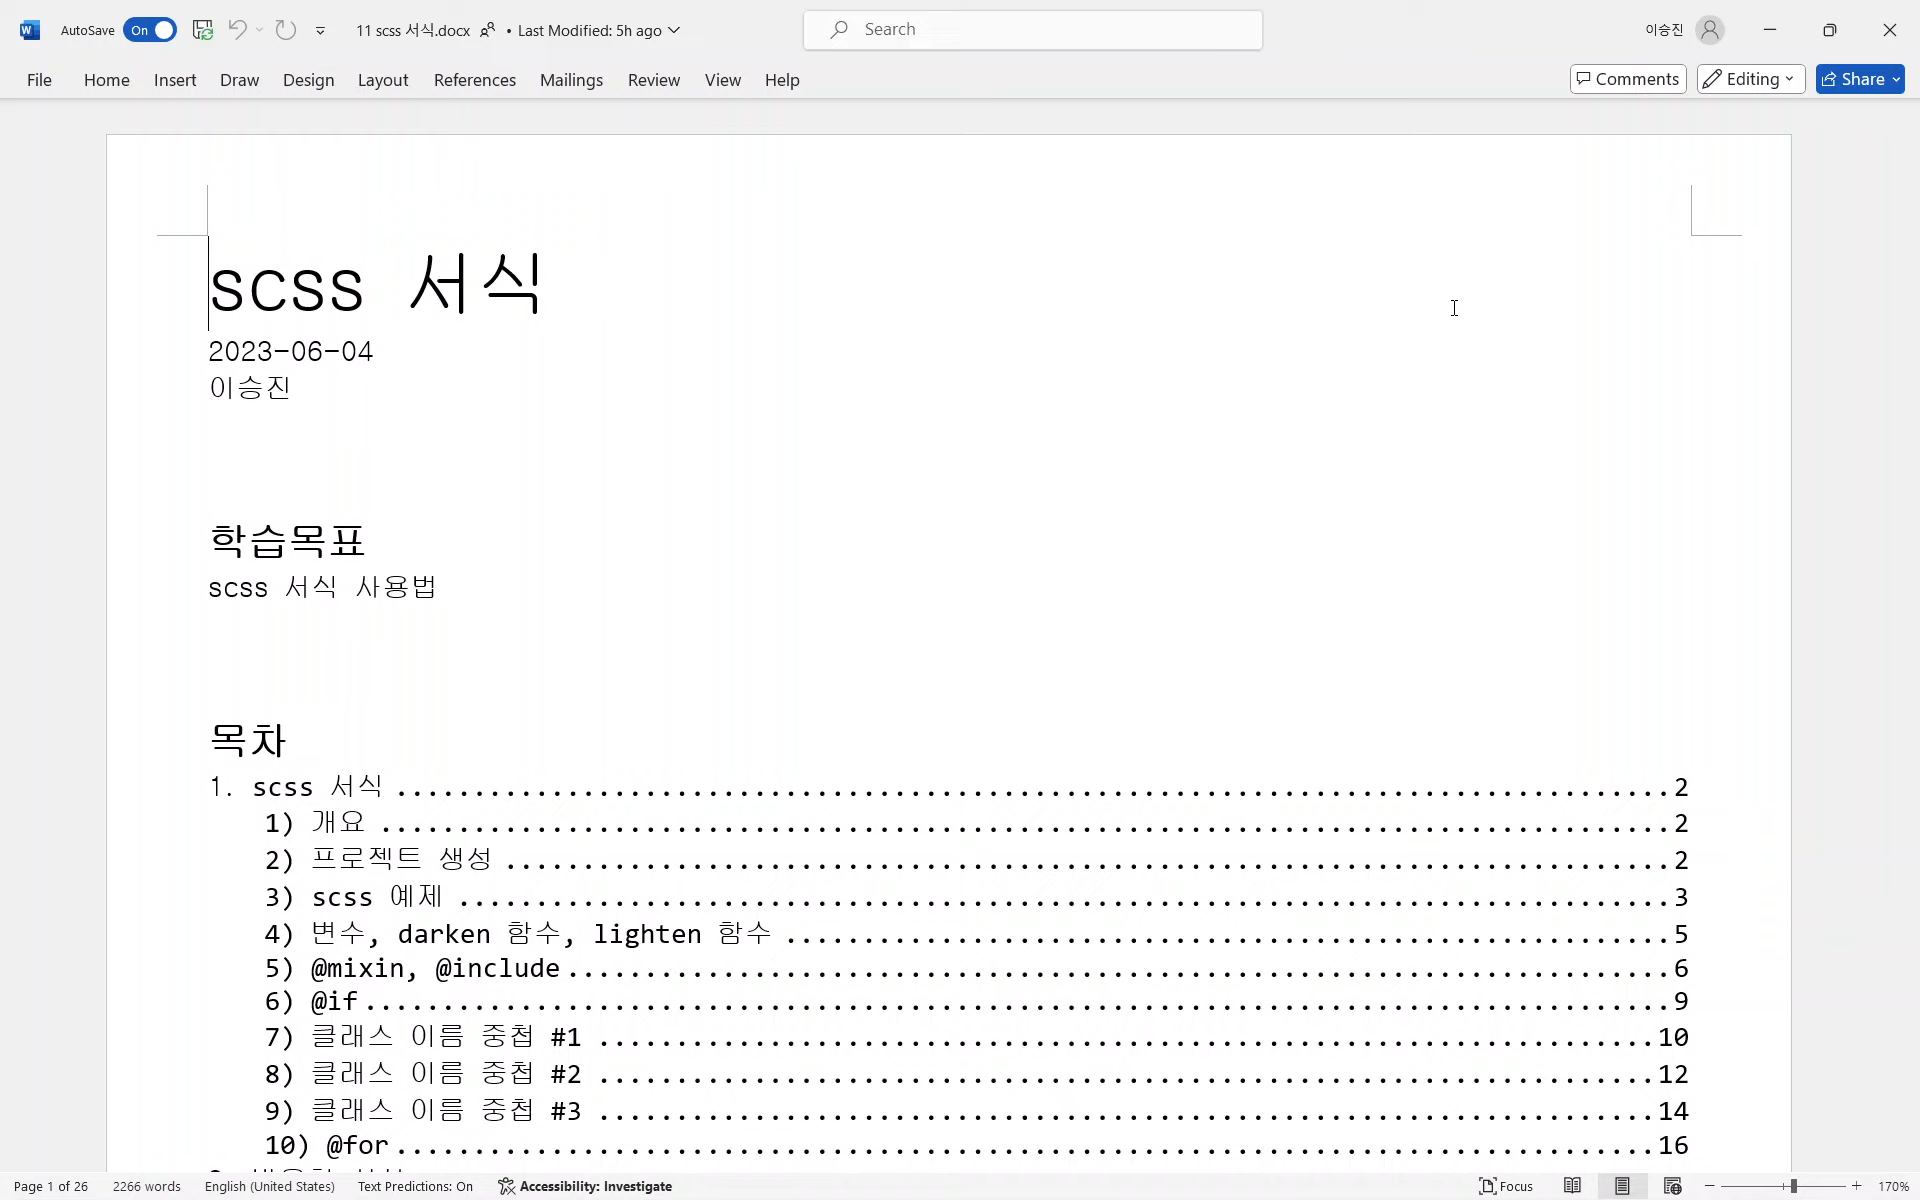 AutoSave On 11 scss 서식.docx • Last Modified: 5h ago Search 이승진
File Home Insert Draw Design Layout References Mailings Review View Help Comments Editing Share
scss 서식
2023-06-04
이승진
학습목표
scss 서식 사용법
목차
1. scss 서식 ........................................ 2
1) 개요 ........................................ 2
2) 프로젝트 생성 ........................................ 2
3) scss 예제 ........................................ 3
4) 변수, darken 함수, lighten 함수 ........................................ 5
5) @mixin, @include ........................................ 6
6) @if ........................................ 9
7) 클래스 이름 중첩 #1 ........................................ 10
8) 클래스 이름 중첩 #2 ........................................ 12
9) 클래스 이름 중첩 #3 ........................................ 14
10) @for ........................................ 16
Page 1 of 26 2266 words English (United States) Text Predictions: On Accessibility: Investigate Focus 170%